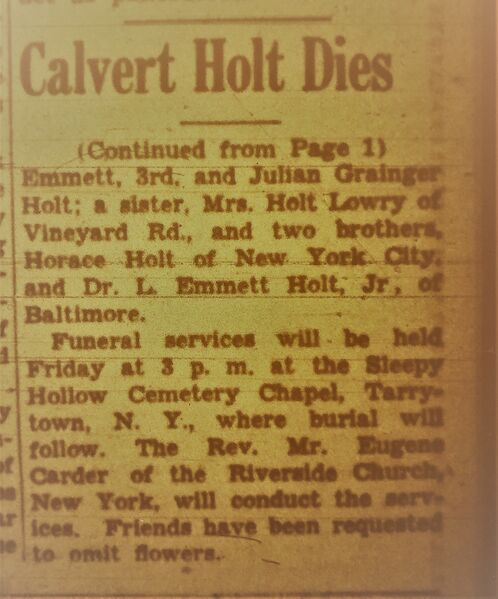 Calvert Holt Dies
(Continued from Page 1)
Emmett, 3rd, and Julian Grainger
Holt; a sister, Mrs. Holt Lowry of
Vineyard Rd., and two brothers,
Horace Holt of New York City,
and Dr. L. Emmett Holt, Jr., of
Baltimore.
Funeral services will be held
Friday at 3 p. m. at the Sleepy
Hollow Cemetery Chapel, Tarry-
town, N. Y., where burial will
follow. The Rev. Mr. Eugene
Carder of the Riverside Church,
New York, will conduct the serv-
ices. Friends have been requested
to omit flowers.